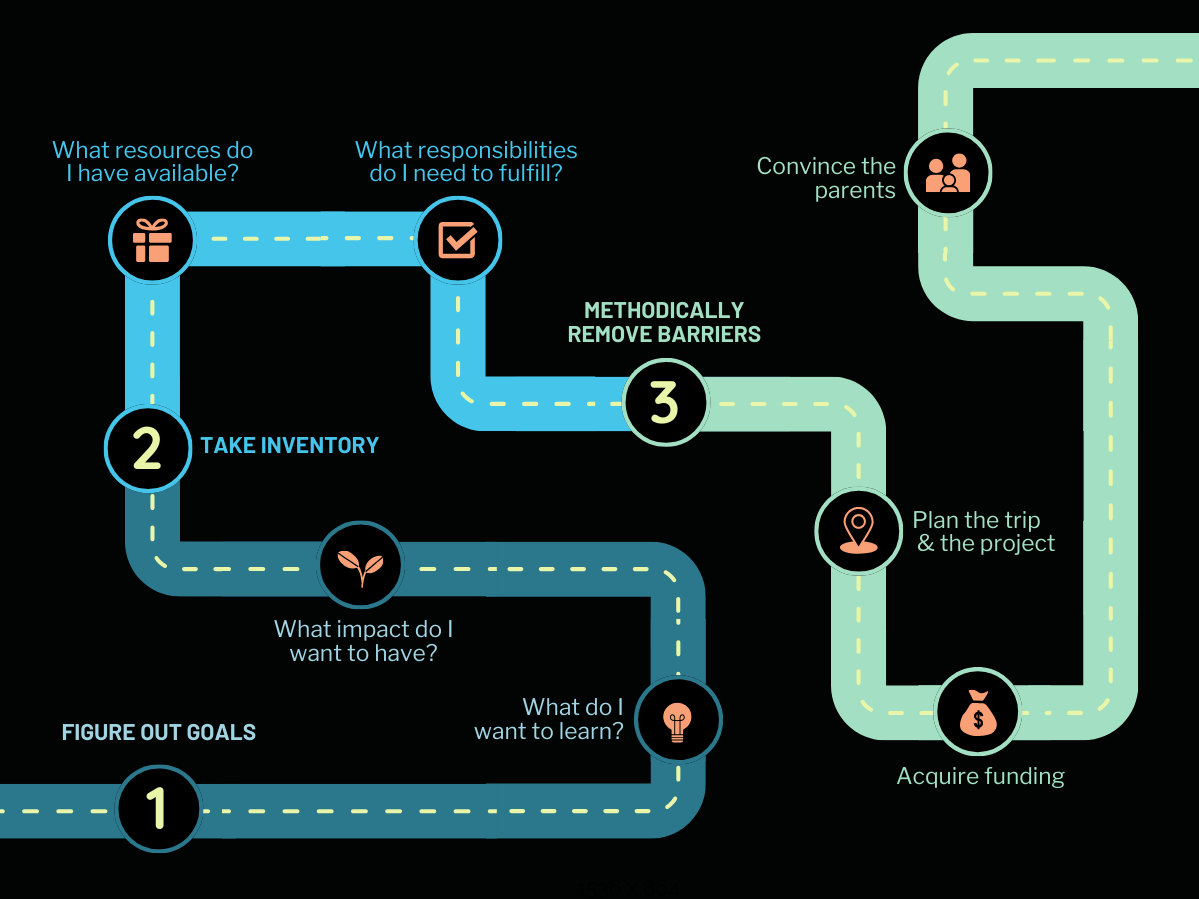 FIGURE OUT GOALS
1
What do I
want to learn?
What impact do I
want to have?
2
TAKE INVENTORY
What resources do
I have available?
What responsibilities
do I need to fulfill?
METHODICALLY
REMOVE BARRIERS
3
Plan the trip
& the project
$
Acquire funding
Convince the
parents